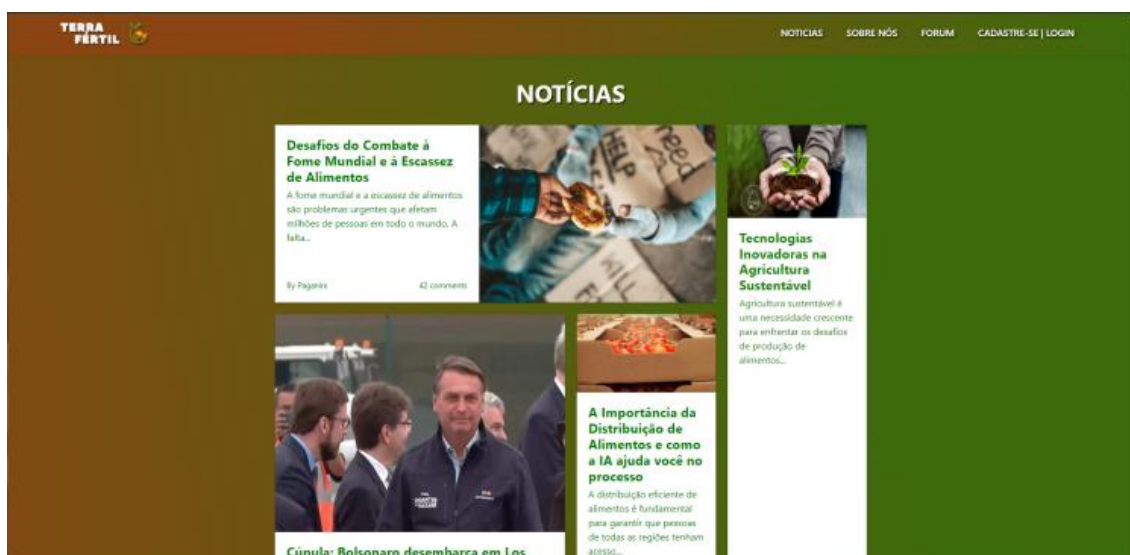 TERRA
FÉRTIL
NOTICIAS SOBRE NÓS FORUM CADASTRE-SE | LOGIN
NOTÍCIAS
Desafios do Combate à
Fome Mundial e à Escassez
de Alimentos
A fome mundial e a escassez de alimentos
são problemas urgentes que afetam
milhões de pessoas em todo o mundo. A
falta...
By Paganini 42 comments
HELP
need
Tecnologias
Inovadoras na
Agricultura
Sustentável
Agricultura sustentável é
uma necessidade crescente
para enfrentar os desafios
de produção de
alimentos...
Cúpula: Bolsonaro desembarca em Los
A Importância da
Distribuição de
Alimentos e como
a IA ajuda você no
processo
A distribuição eficiente de
alimentos é fundamental
para garantir que pessoas
de todas as regiões tenham
acesso...